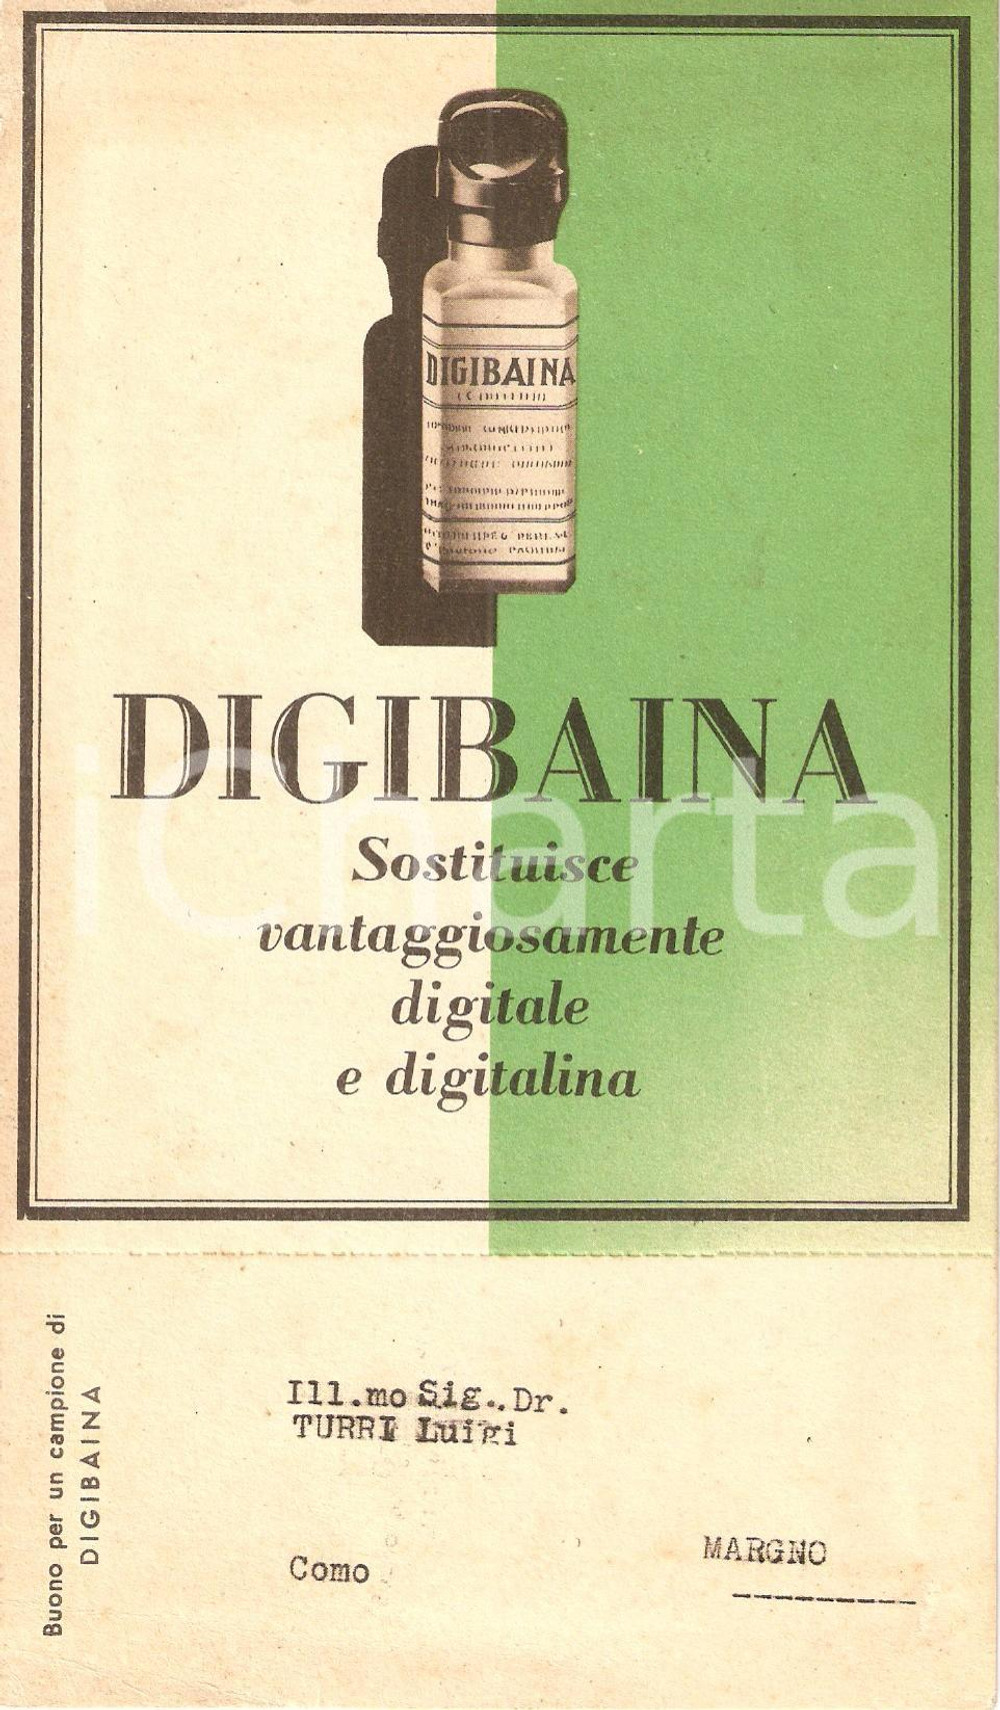 DIGIBAINA
DIGIBAINA
Sostituisce
vantaggiosamente
digitale
e digitalina
iCharta
Buono per un campione di
DIGIBAINA
Ill.mo Sig. Dr.
TURRI Luigi
Como
MARGNO